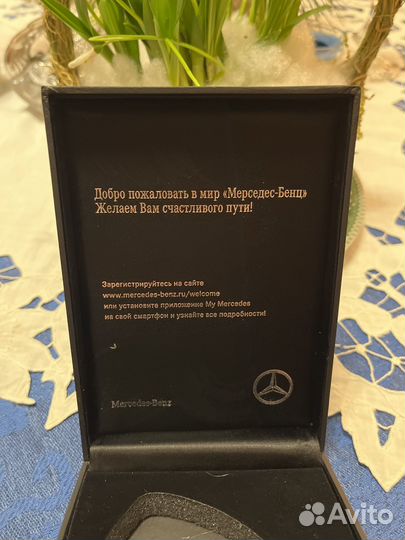 Добро пожаловать в мир «Мерседес-Бенц»
Желаем Вам счастливого пути!
Зарегистрируйтесь на сайте
www.mercedes-benz.ru/welcome
или установите приложение My Mercedes
на свой смартфон и узнайте все подробности!
Mercedes-Benz
Avito